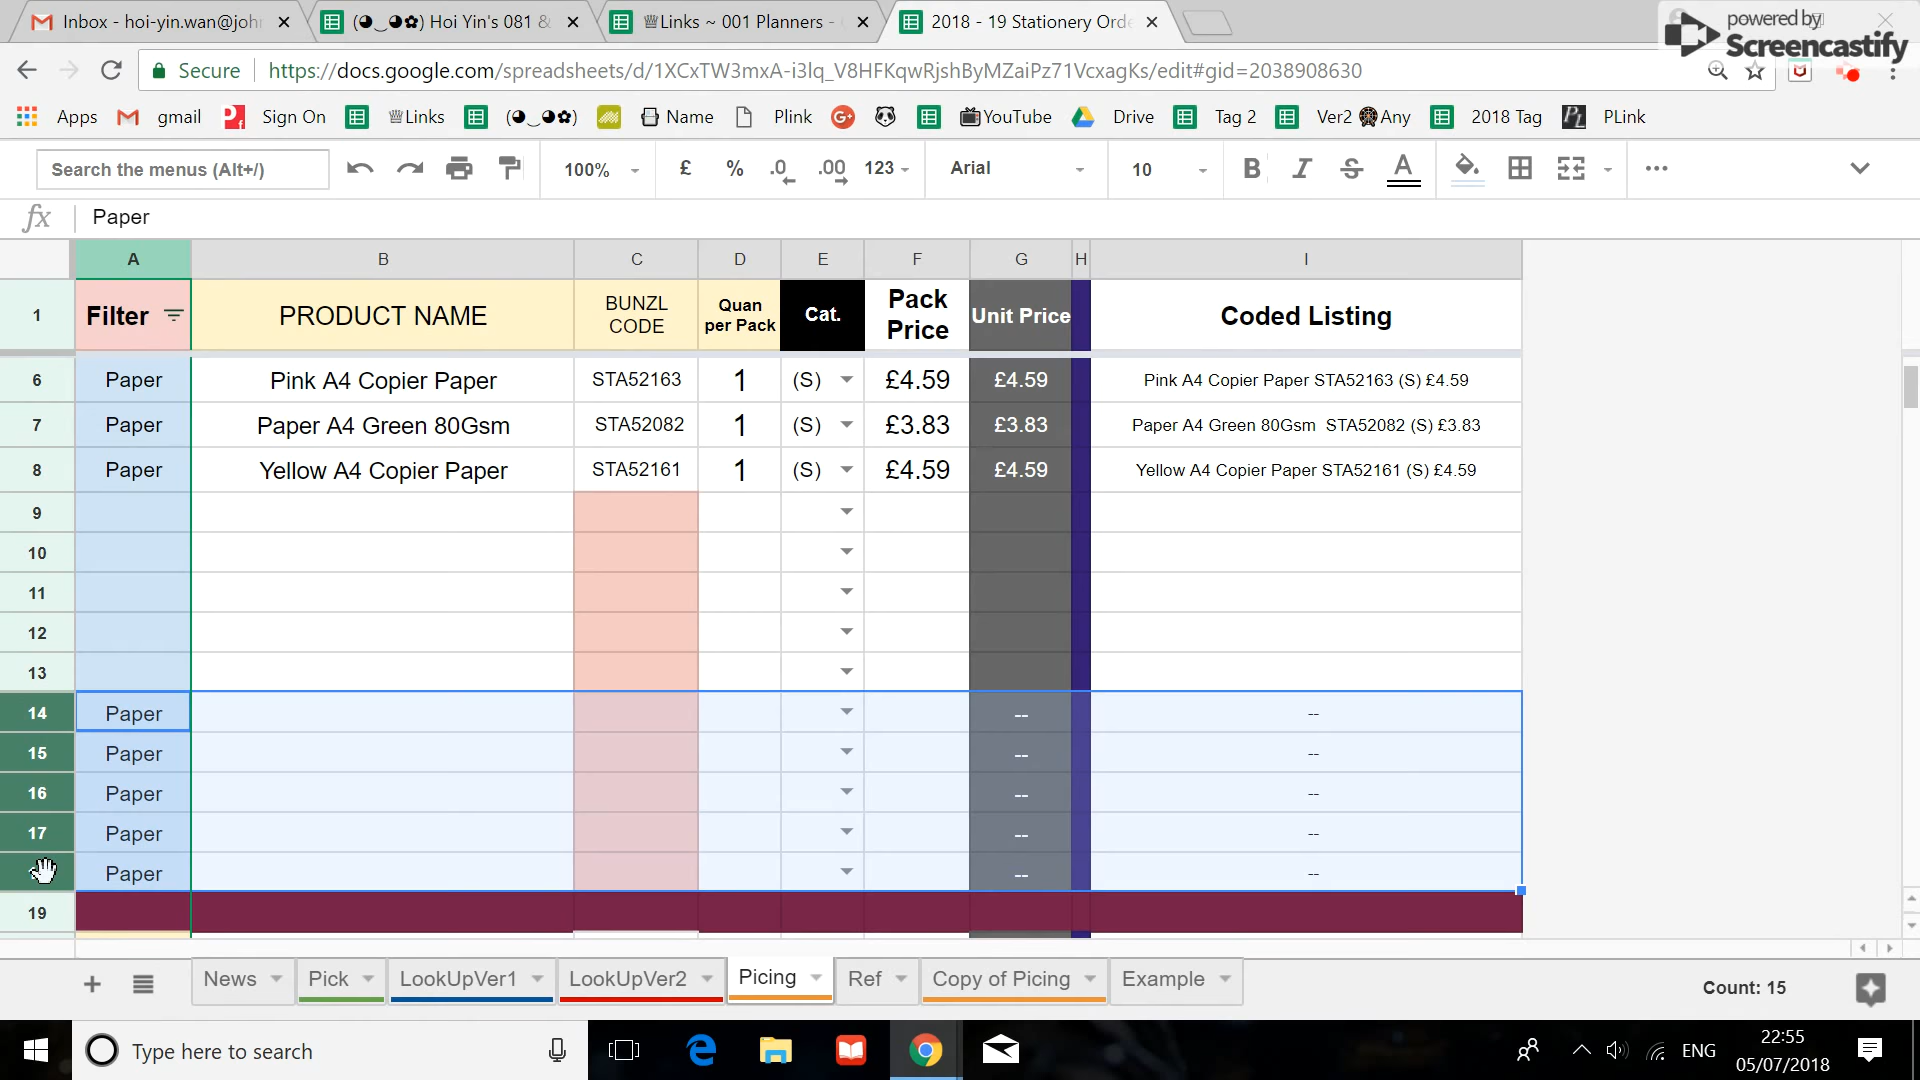 Inbox - hoi-yin.wan@joh
(◕‿◕✿) Hoi Yin's 081 &
♕Links ~ 001 Planners -
2018 - 19 Stationery Orde
powered by
Screencastify
Secure
https://docs.google.com/spreadsheets/d/1XCxTW3mxA-i3lq_V8HFKqwRjshByMZaiPz71VcxagKs/edit#gid=2038908630
Apps gmail Sign On ♕Links (◕‿◕✿) Name Plink YouTube Drive Tag 2 Ver2 Any 2018 Tag PLink
Search the menus (Alt+/) 100% £ % .0 .00 123 Arial 10 B I S A
fx Paper
A B C D E F G H I
1 Filter PRODUCT NAME BUNZL CODE Quan per Pack Cat. Pack Price Unit Price Coded Listing
6 Paper Pink A4 Copier Paper STA52163 1 (S) £4.59 £4.59 Pink A4 Copier Paper STA52163 (S) £4.59
7 Paper Paper A4 Green 80Gsm STA52082 1 (S) £3.83 £3.83 Paper A4 Green 80Gsm STA52082 (S) £3.83
8 Paper Yellow A4 Copier Paper STA52161 1 (S) £4.59 £4.59 Yellow A4 Copier Paper STA52161 (S) £4.59
9
10
11
12
13
14 Paper -- --
15 Paper -- --
16 Paper -- --
17 Paper -- --
Paper -- --
19
News Pick LookUpVer1 LookUpVer2 Picing Ref Copy of Picing Example Count: 15
Type here to search
ENG
22:55
05/07/2018